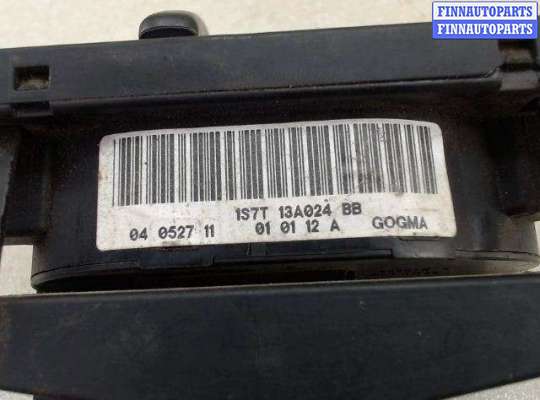 FINNAUTOPARTS
FINNAUTOPARTS
1S7T 13A024 BB
04 0527 11 01 01 12 A GOGMA